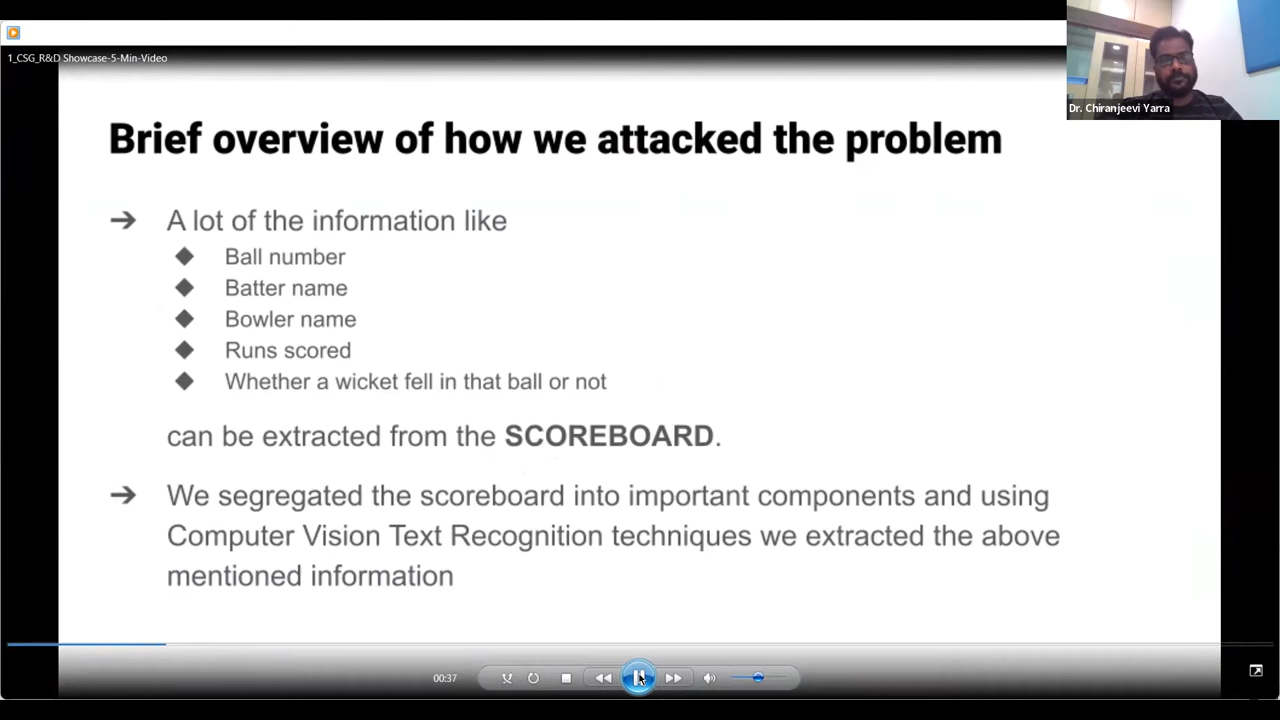 1_CSG_R&D Showcase-5-Min-Video
Dr. Chiranjeevi Yarra
Brief overview of how we attacked the problem
➔ A lot of the information like
◆ Ball number
◆ Batter name
◆ Bowler name
◆ Runs scored
◆ Whether a wicket fell in that ball or not
can be extracted from the SCOREBOARD.
➔ We segregated the scoreboard into important components and using
Computer Vision Text Recognition techniques we extracted the above
mentioned information
00:37